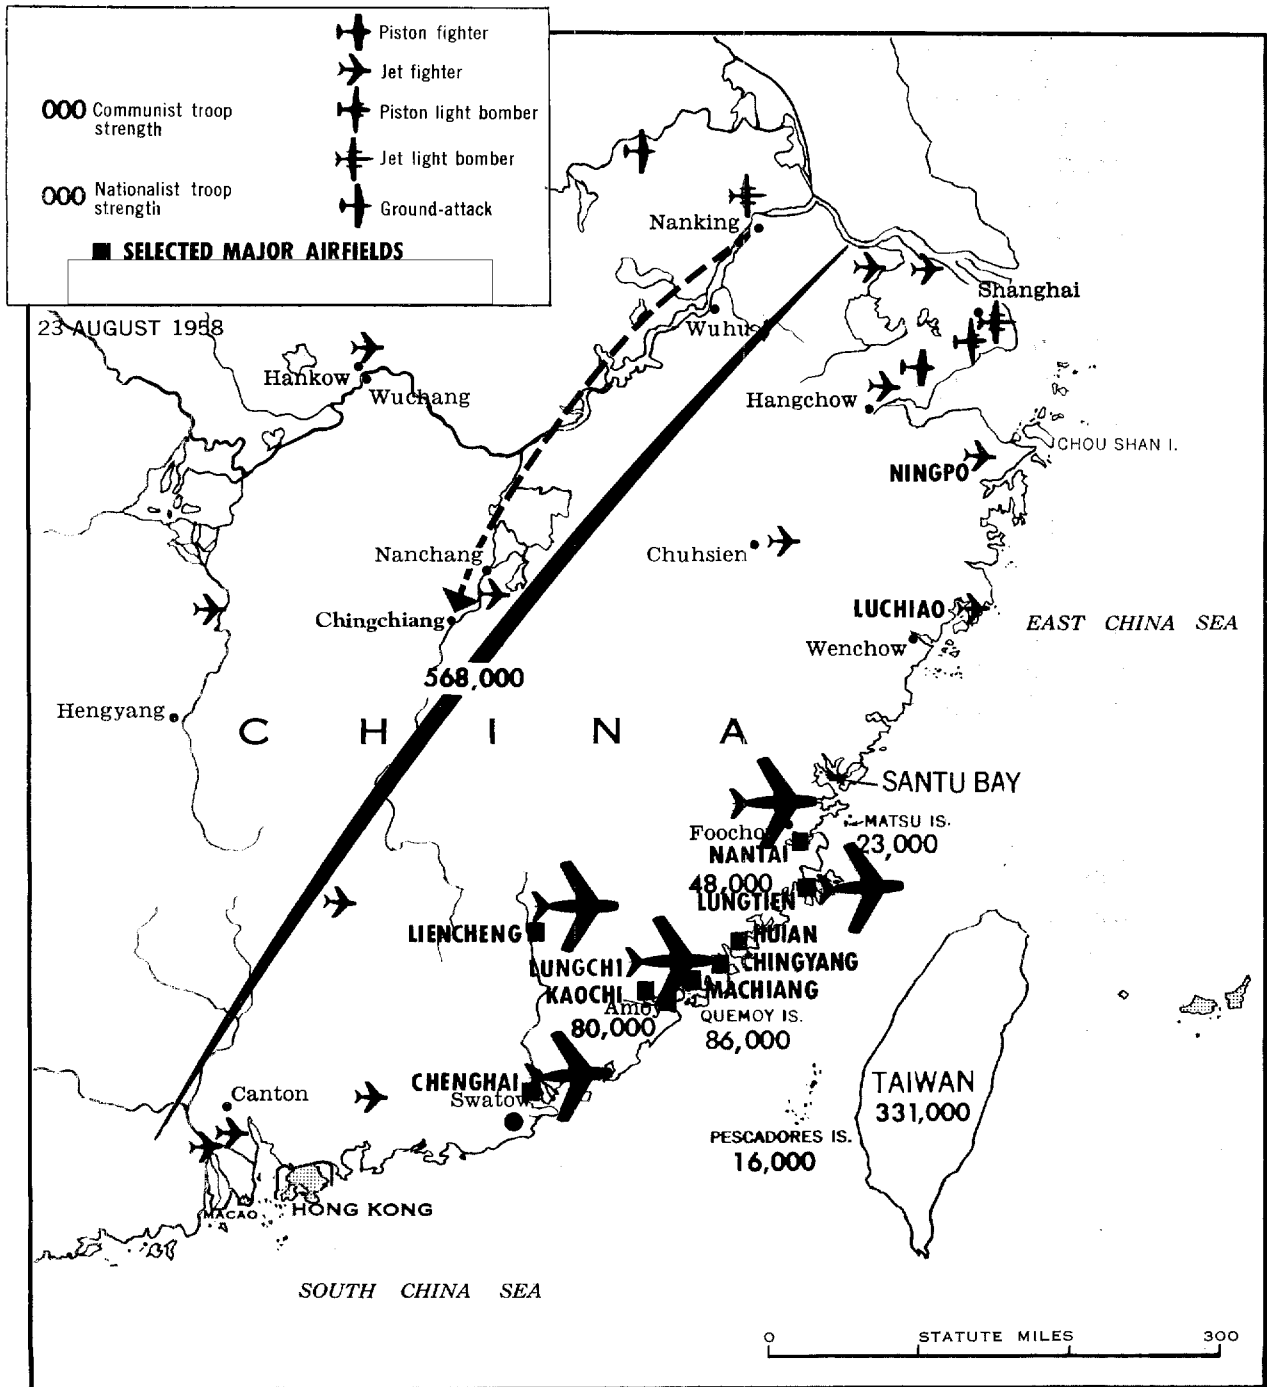 Piston fighter
Jet fighter
000 Communist troop
strength
Piston light bomber
Jet light bomber
000 Nationalist troop
strength
Ground-attack
SELECTED MAJOR AIRFIELDS
23 AUGUST 1958
Nanking
Shanghai
Wuhu
Hankow
Wuchang
Hangchow
CHOU SHAN I.
NINGPO
Nanchang
Chuhsien
Chingchiang
LUCHIAO
EAST CHINA SEA
Wenchow
568,000
Hengyang
CHINA
SANTU BAY
MATSU IS.
23,000
Foochow
NANTAI
48,000
LUNGTIEN
LIENCHENG
HUIAN
LUNGCHI
CHINGYANG
KAOCHI
MACHIANG
Amoy
80,000
QUEMOY IS.
86,000
CHENGHAI
Swatow
Canton
TAIWAN
331,000
PESCADORES IS.
16,000
MACAO
HONG KONG
SOUTH CHINA SEA
0 STATUTE MILES 300